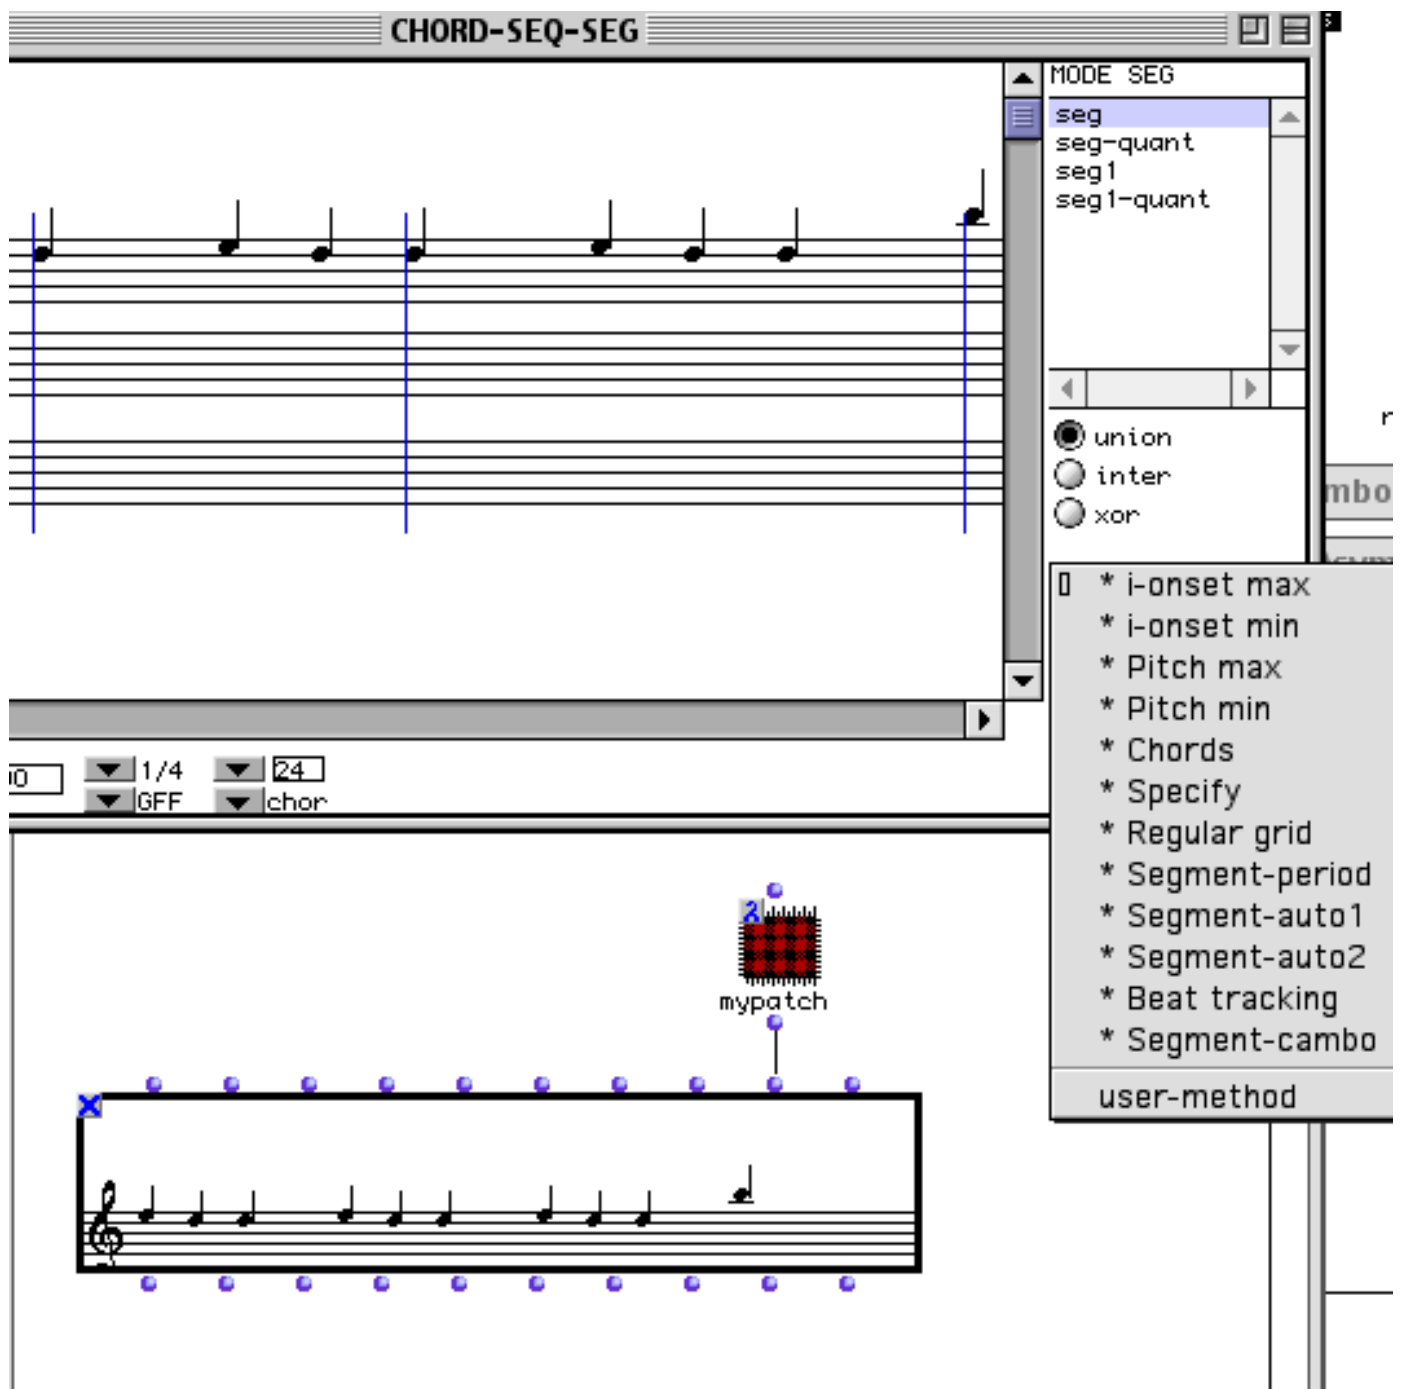 CHORD-SEQ-SEG
MODE SEG
seg
seg-quant
seg1
seg1-quant
union
inter
xor
* i-onset max
* i-onset min
* Pitch max
* Pitch min
* Chords
* Specify
* Regular grid
* Segment-period
* Segment-auto1
* Segment-auto2
* Beat tracking
* Segment-cambo
user-method
1/4
24
GFF
chor
mypatch